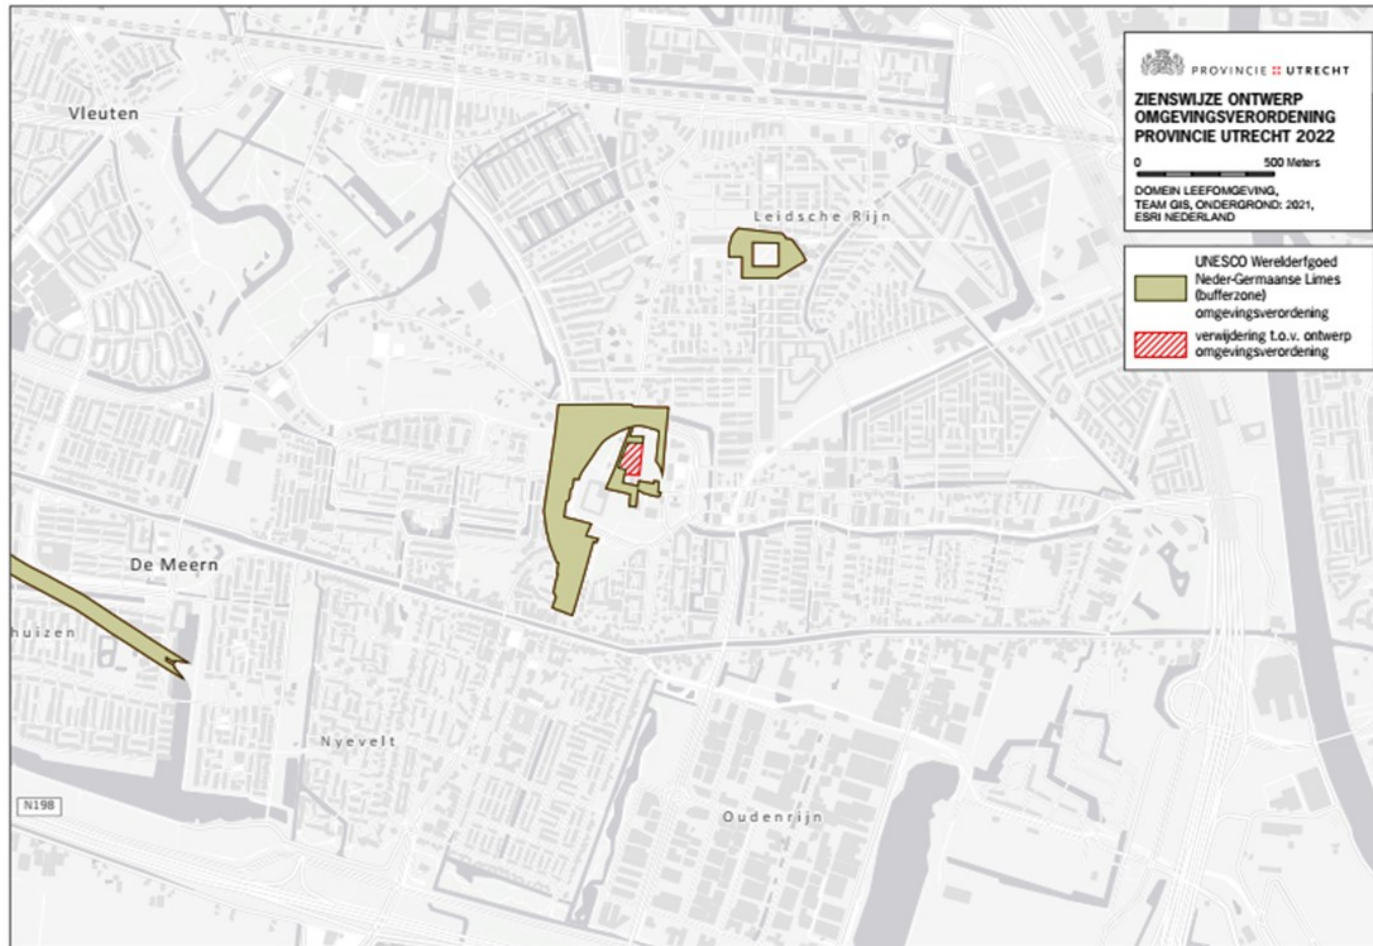 PROVINCIE UTRECHT
ZIENSWIJZE ONTWERP
OMGEVINGSVERORDENING
PROVINCIE UTRECHT 2022
0 500 Meters
DOMEIN LEEFOMGEVING,
TEAM GIS, ONDERGROND: 2021,
ESRI NEDERLAND
UNESCO Werelderfgoed
Neder-Germaanse Limes
(bufferzone)
omgevingsverordening
verwijdering t.o.v. ontwerp
omgevingsverordening
Vleuten
Leidsche Rijn
De Meern
huizen
Nyevelt
N198
Oudenrijn